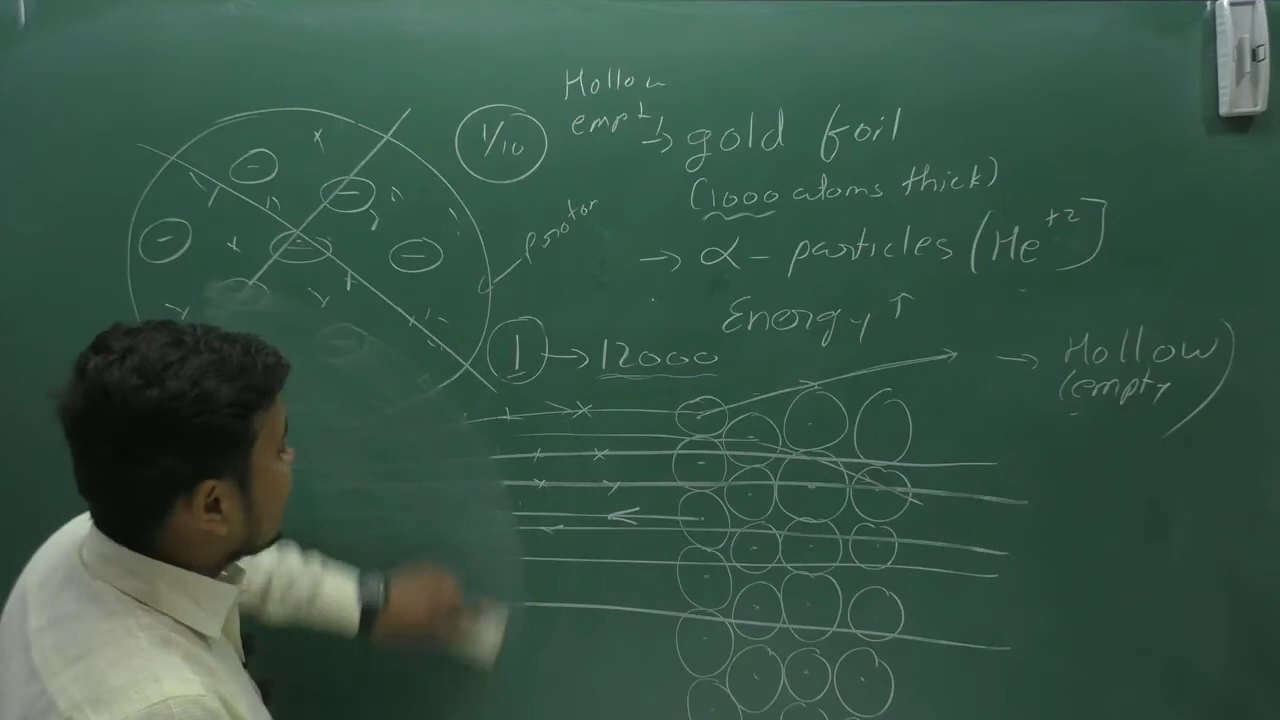 Hollow
empty
1/10
→ gold foil
(1000 atoms thick)
proton
→ α - particles (He+2)
Energy ↑
1 → 12000
→ Hollow
(empty)